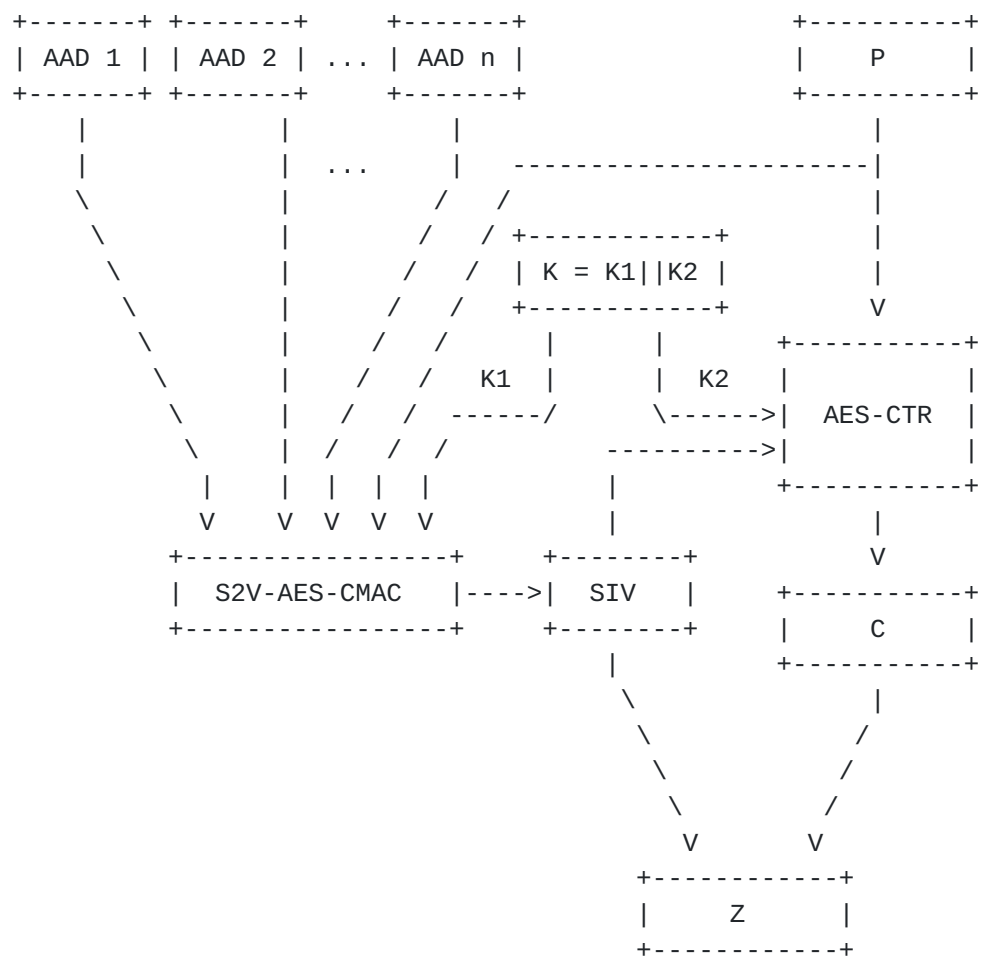 AAD 1 AAD 2 ... AAD n P
...
K = K1||K2
V
K1 K2
AES-CTR
V V V V V
V
S2V-AES-CMAC SIV
C
V V
Z